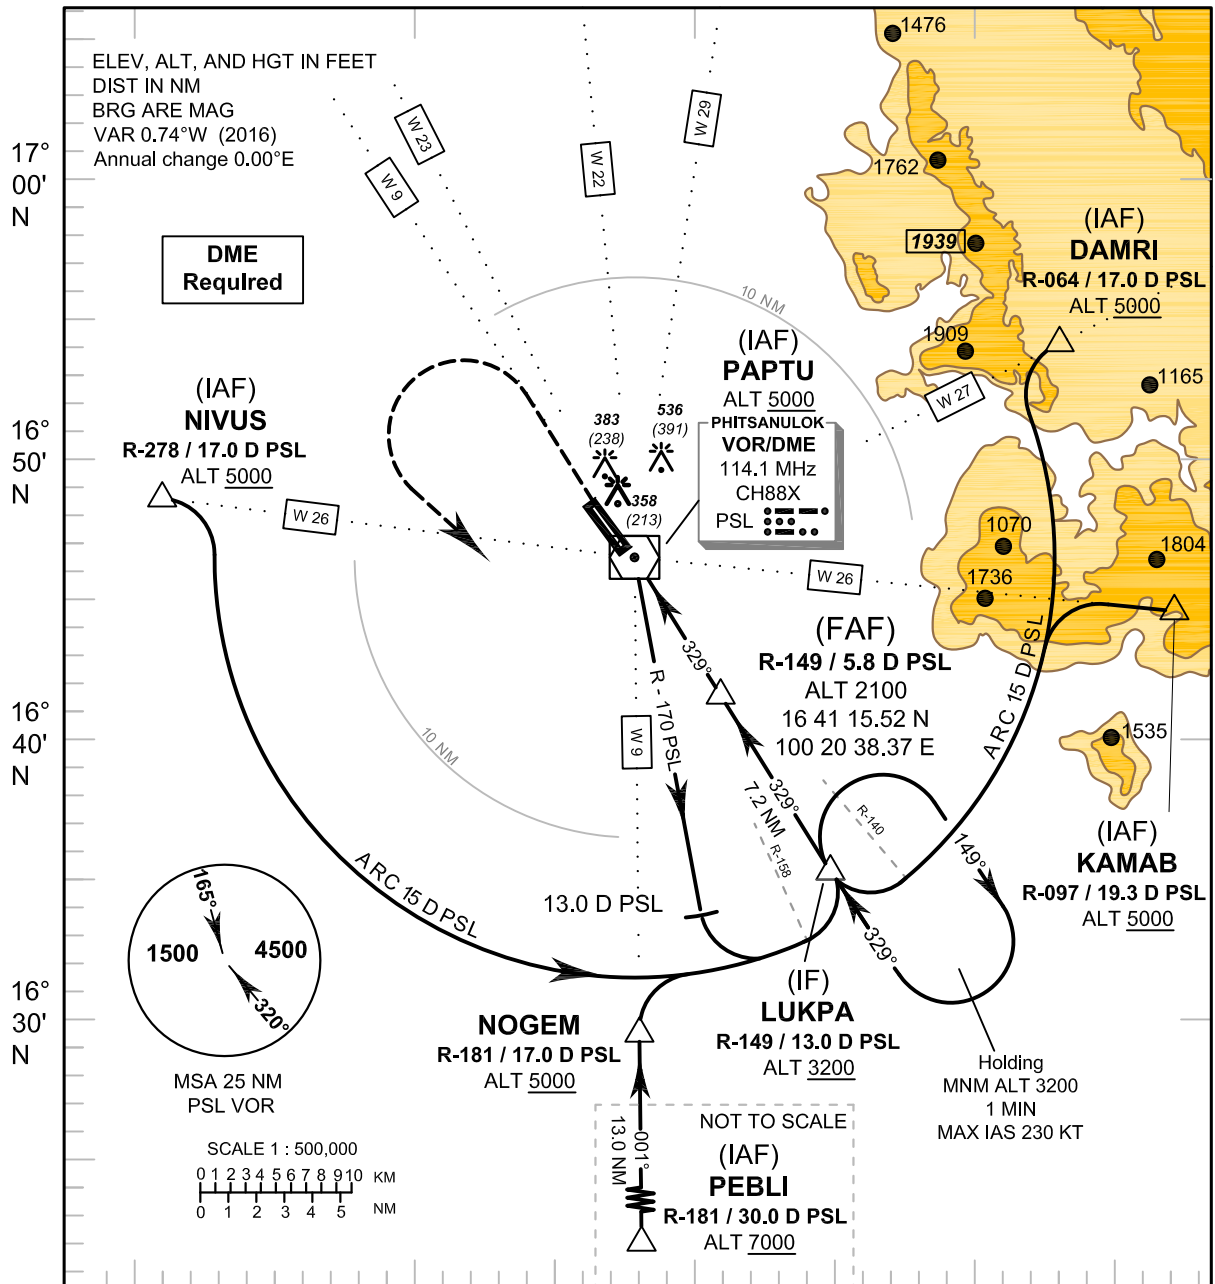 ELEV, ALT, AND HGT IN FEET
DIST IN NM
BRG ARE MAG
VAR 0.74°W (2016)
Annual change 0.00°E
17°
00'
N
DME
Required
W 9
W 23
W 22
W 29
1476
1762
1939
(IAF)
DAMRI
R-064 / 17.0 D PSL
ALT 5000
1909
1165
W 27
10 NM
(IAF)
PAPTU
ALT 5000
PHITSANULOK
VOR/DME
114.1 MHz
CH88X
PSL
383
(238)
536
(391)
358
(213)
(IAF)
NIVUS
R-278 / 17.0 D PSL
ALT 5000
16°
50'
N
W 26
W 26
1070
1804
1736
(FAF)
R-149 / 5.8 D PSL
ALT 2100
16 41 15.52 N
100 20 38.37 E
329°
R - 170 PSL
W 9
10 NM
16°
40'
N
ARC 15 D PSL
1535
329°
7.2 NM
R-158
R-140
149°
(IAF)
KAMAB
R-097 / 19.3 D PSL
ALT 5000
ARC 15 D PSL
13.0 D PSL
329°
165°
1500
4500
320°
MSA 25 NM
PSL VOR
16°
30'
N
(IF)
LUKPA
R-149 / 13.0 D PSL
ALT 3200
NOGEM
R-181 / 17.0 D PSL
ALT 5000
Holding
MNM ALT 3200
1 MIN
MAX IAS 230 KT
NOT TO SCALE
(IAF)
PEBLI
R-181 / 30.0 D PSL
ALT 7000
001°
13.0 NM
SCALE 1 : 500,000
0 1 2 3 4 5 6 7 8 9 10 KM
0 1 2 3 4 5 NM